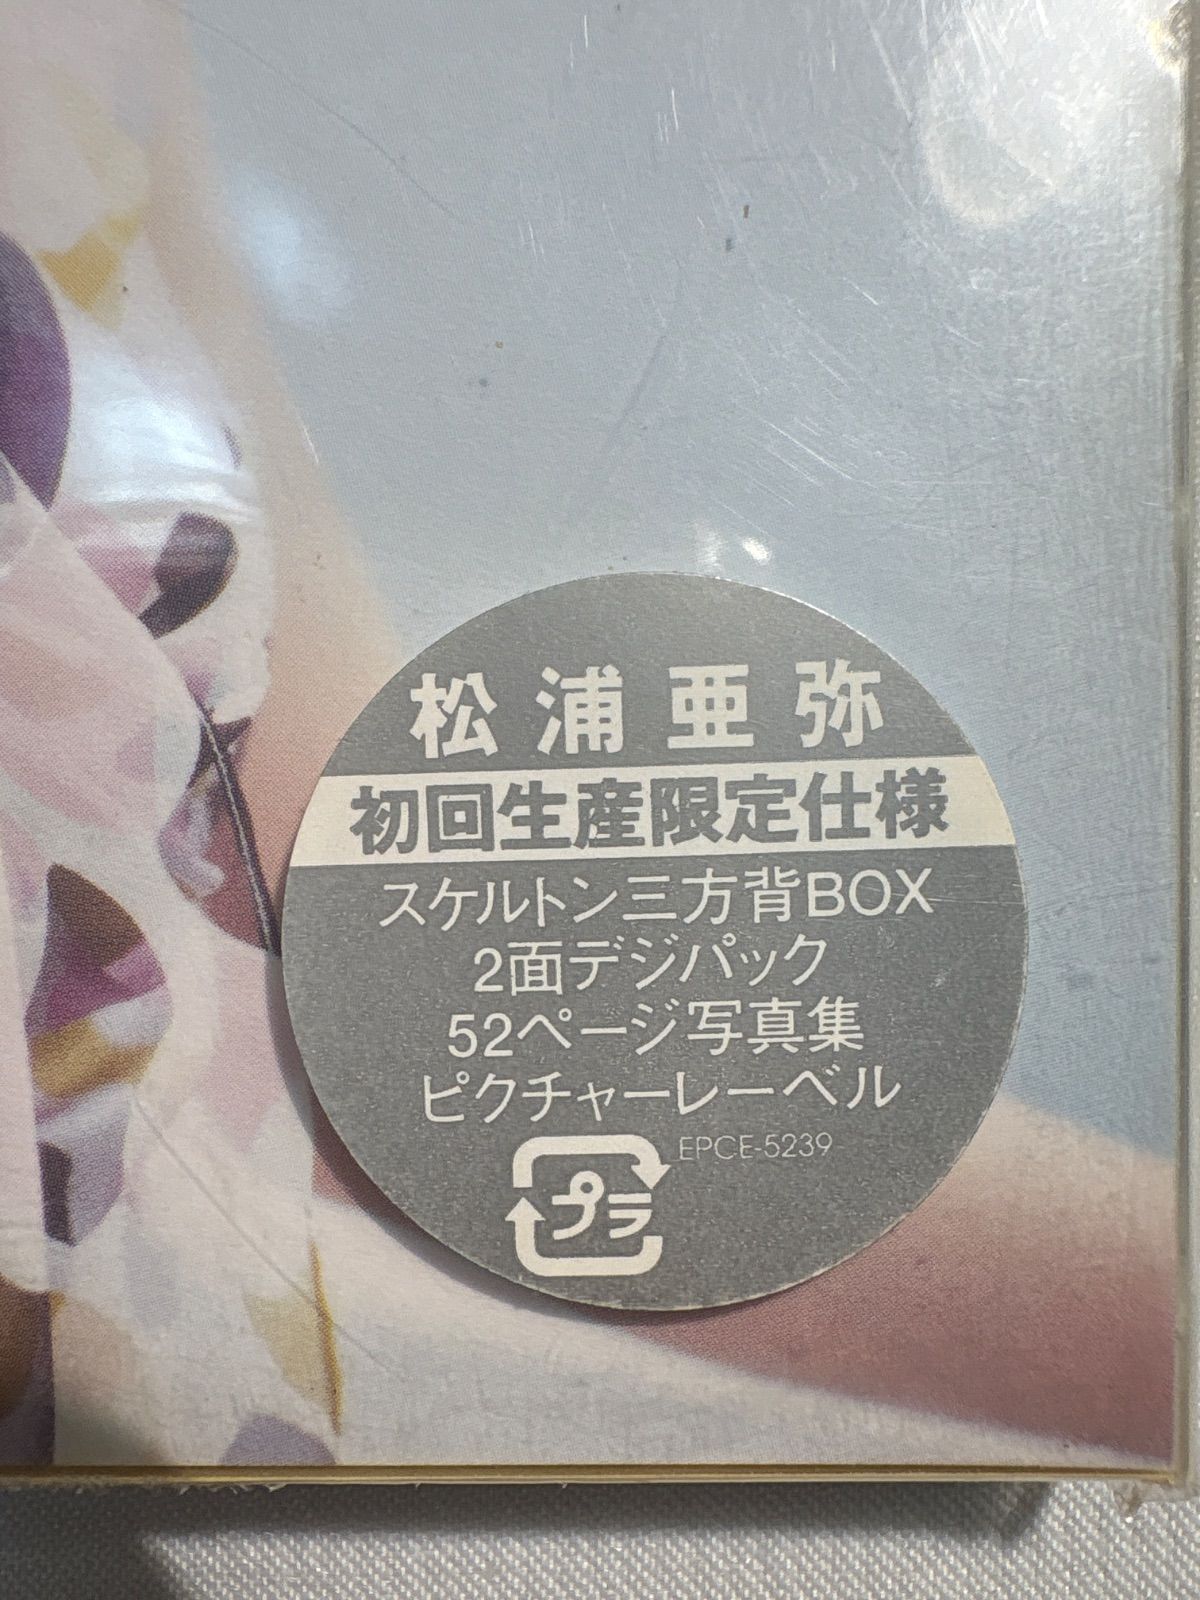 松浦亜弥
初回生産限定仕様
スケルトン三方背BOX
2面デジパック
52ページ写真集
ピクチャーレーベル
EPCE-5239
プラ